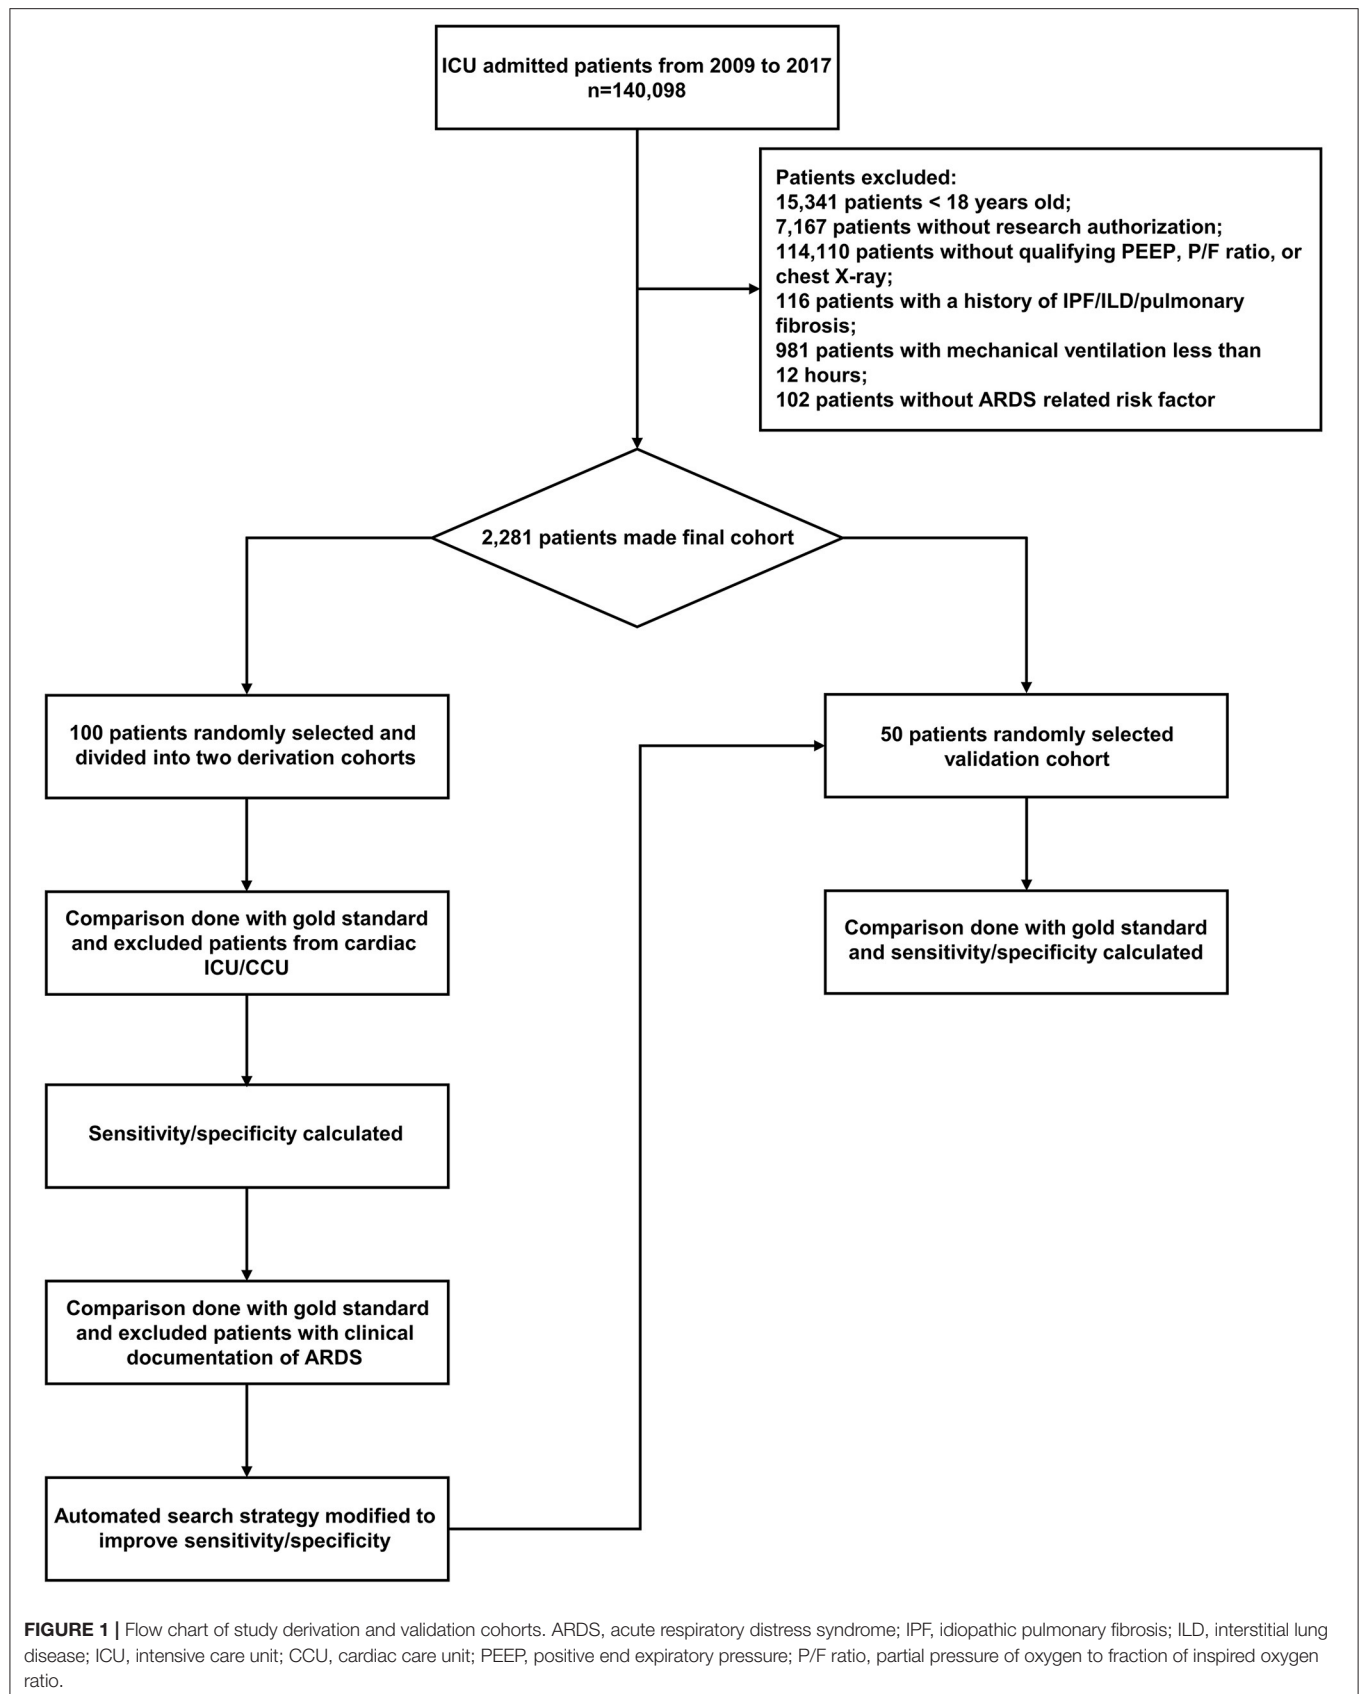 ICU admitted patients from 2009 to 2017
n=140,098
Patients excluded:
15,341 patients < 18 years old;
7,167 patients without research authorization;
114,110 patients without qualifying PEEP, P/F ratio, or
chest X-ray;
116 patients with a history of IPF/ILD/pulmonary
fibrosis;
981 patients with mechanical ventilation less than
12 hours;
102 patients without ARDS related risk factor
2,281 patients made final cohort
100 patients randomly selected and
divided into two derivation cohorts
50 patients randomly selected
validation cohort
Comparison done with gold standard
and excluded patients from cardiac
ICU/CCU
Comparison done with gold standard
and sensitivity/specificity calculated
Sensitivity/specificity calculated
Comparison done with gold standard
and excluded patients with clinical
documentation of ARDS
Automated search strategy modified to
improve sensitivity/specificity
FIGURE 1 | Flow chart of study derivation and validation cohorts. ARDS, acute respiratory distress syndrome; IPF, idiopathic pulmonary fibrosis; ILD, interstitial lung
disease; ICU, intensive care unit; CCU, cardiac care unit; PEEP, positive end expiratory pressure; P/F ratio, partial pressure of oxygen to fraction of inspired oxygen
ratio.